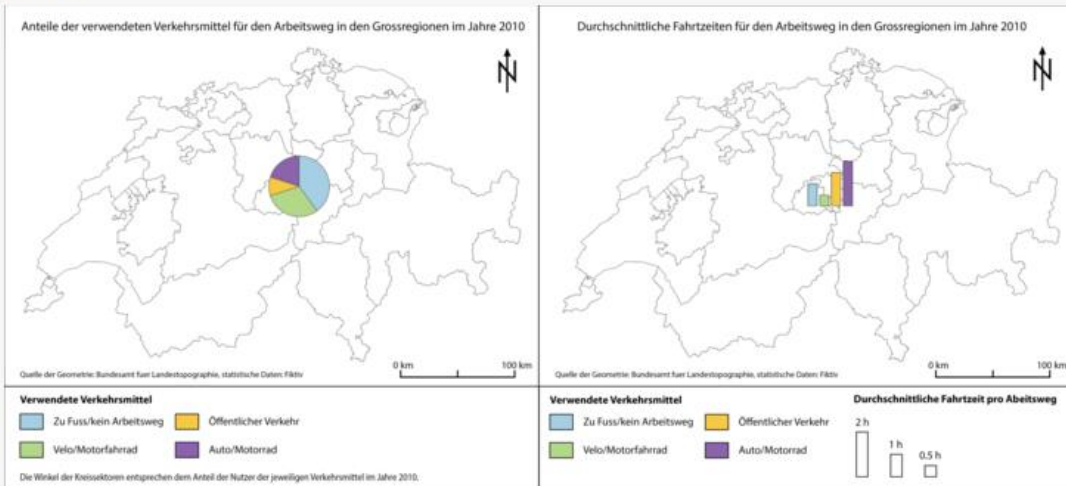 Anteile der verwendeten Verkehrsmittel für den Arbeitsweg in den Grossregionen im Jahre 2010
N
Quelle der Geometrie: Bundesamt fuer Landestopographie, statistische Daten: Fiktiv
0 km
100 km
Verwendete Verkehrsmittel
Zu Fuss/kein Arbeitsweg
Öffentlicher Verkehr
Velo/Motorfahrrad
Auto/Motorrad
Die Winkel der Kreissektoren entsprechen dem Anteil der Nutzer der jeweiligen Verkehrsmittel im Jahre 2010.
Durchschnittliche Fahrtzeiten für den Arbeitsweg in den Grossregionen im Jahre 2010
N
Quelle der Geometrie: Bundesamt fuer Landestopographie, statistische Daten: Fiktiv
0 km
100 km
Verwendete Verkehrsmittel
Zu Fuss/kein Arbeitsweg
Öffentlicher Verkehr
Velo/Motorfahrrad
Auto/Motorrad
Durchschnittliche Fahrtzeit pro Abeitsweg
2 h
1 h
0.5 h